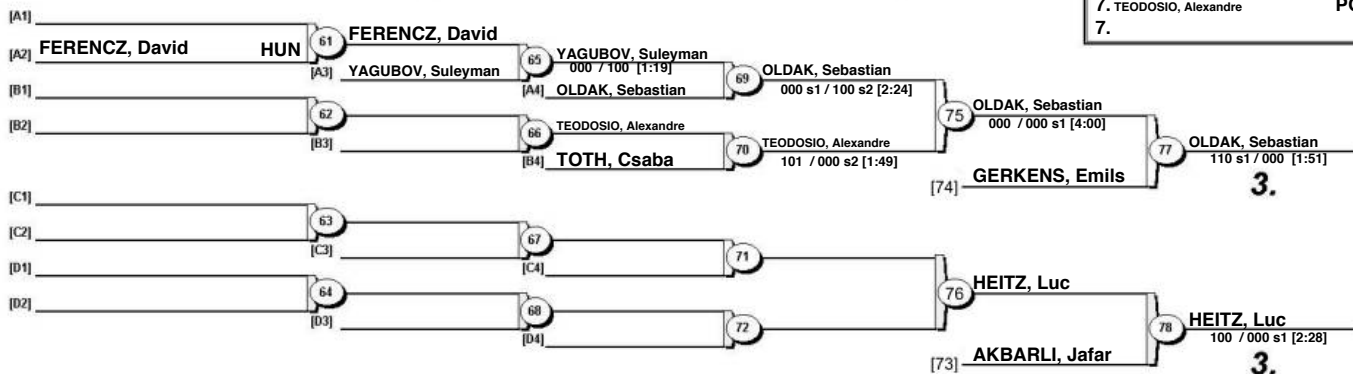 7. TEODOSIO, Alexandre PO
7.
[A1]
[A2] FERENCZ, David HUN 61 FERENCZ, David
[A3] YAGUBOV, Suleyman 65 YAGUBOV, Suleyman
000 / 100 [1:19]
[A4] OLDAK, Sebastian 69 OLDAK, Sebastian
000 s1 / 100 s2 [2:24]
[B1]
[B2] 62
[B3] 66 TEODOSIO, Alexandre
[B4] TOTH, Csaba 70 TEODOSIO, Alexandre
101 / 000 s2 [1:49]
75 OLDAK, Sebastian
000 / 000 s1 [4:00]
[74] GERKENS, Emils 77 OLDAK, Sebastian
110 s1 / 000 [1:51]
3.
[C1]
[C2] 63
[C3] 67
[C4] 71
[D1]
[D2] 64
[D3] 68
[D4] 72
76 HEITZ, Luc
[73] AKBARLI, Jafar 78 HEITZ, Luc
100 / 000 s1 [2:28]
3.